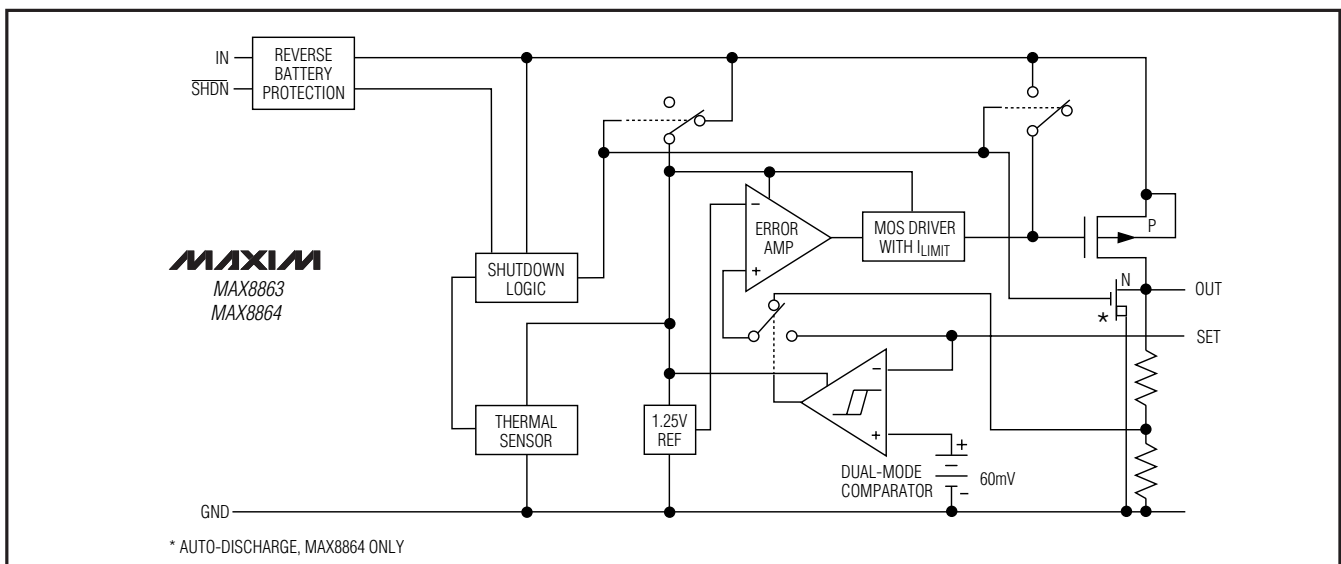 IN
SHDN
REVERSE
BATTERY
PROTECTION
MAXIM
MAX8863
MAX8864
SHUTDOWN
LOGIC
THERMAL
SENSOR
1.25V
REF
−
+
ERROR
AMP
MOS DRIVER
WITH ILIMIT
P
N
*
OUT
SET
−
+
DUAL-MODE
COMPARATOR
+
−
60mV
GND
* AUTO-DISCHARGE, MAX8864 ONLY